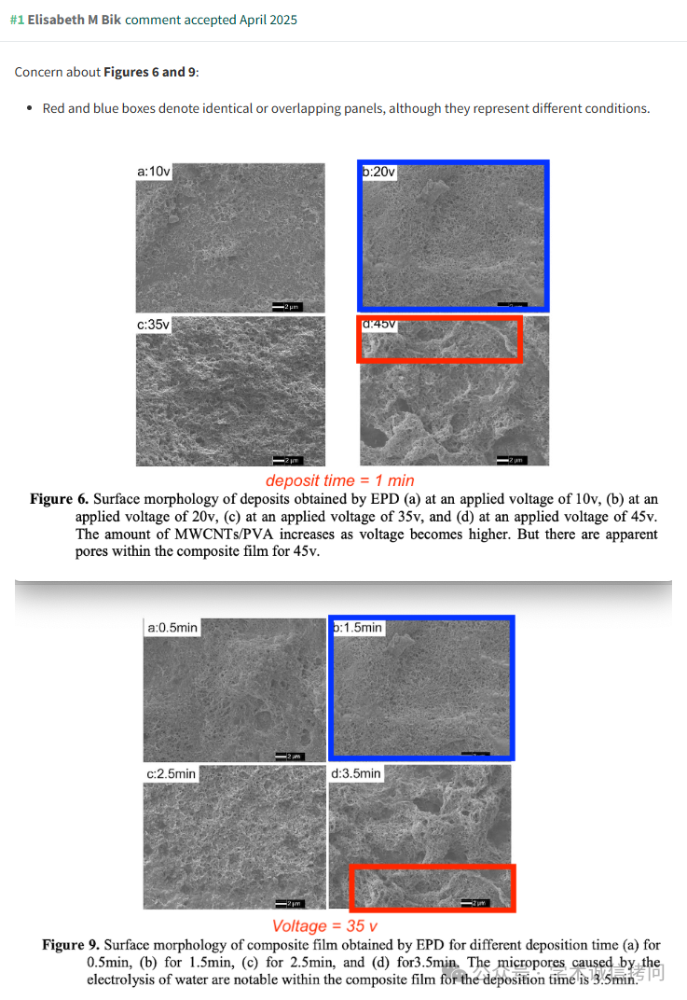 #1 Elisabeth M Bik comment accepted April 2025
Concern about Figures 6 and 9:
• Red and blue boxes denote identical or overlapping panels, although they represent different conditions.
a:10v
b:20v
2 μm
2 μm
c:35v
d:45v
2 μm
2 μm
deposit time = 1 min
Figure 6. Surface morphology of deposits obtained by EPD (a) at an applied voltage of 10v, (b) at an
applied voltage of 20v, (c) at an applied voltage of 35v, and (d) at an applied voltage of 45v.
The amount of MWCNTs/PVA increases as voltage becomes higher. But there are apparent
pores within the composite film for 45v.
a:0.5min
b:1.5min
2 μm
c:2.5min
d:3.5min
2 μm
2 μm
Voltage = 35 v
Figure 9. Surface morphology of composite film obtained by EPD for different deposition time (a) for
0.5min, (b) for 1.5min, (c) for 2.5min, and (d) for3.5min. The micropores caused by the
electrolysis of water are notable within the composite film for the deposition time is 3.5min.
公众号 · 学术诚信拷问